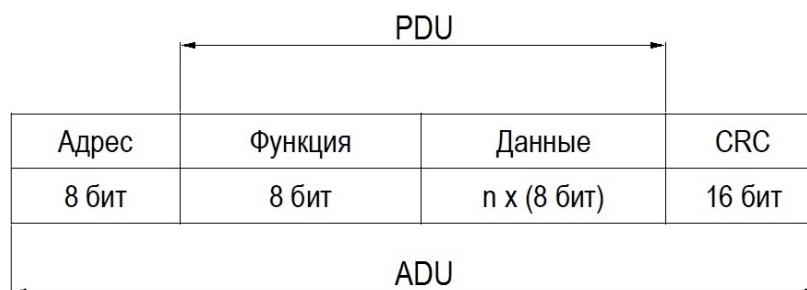 PDU
Адрес Функция Данные CRC
8 бит 8 бит n x (8 бит) 16 бит
ADU